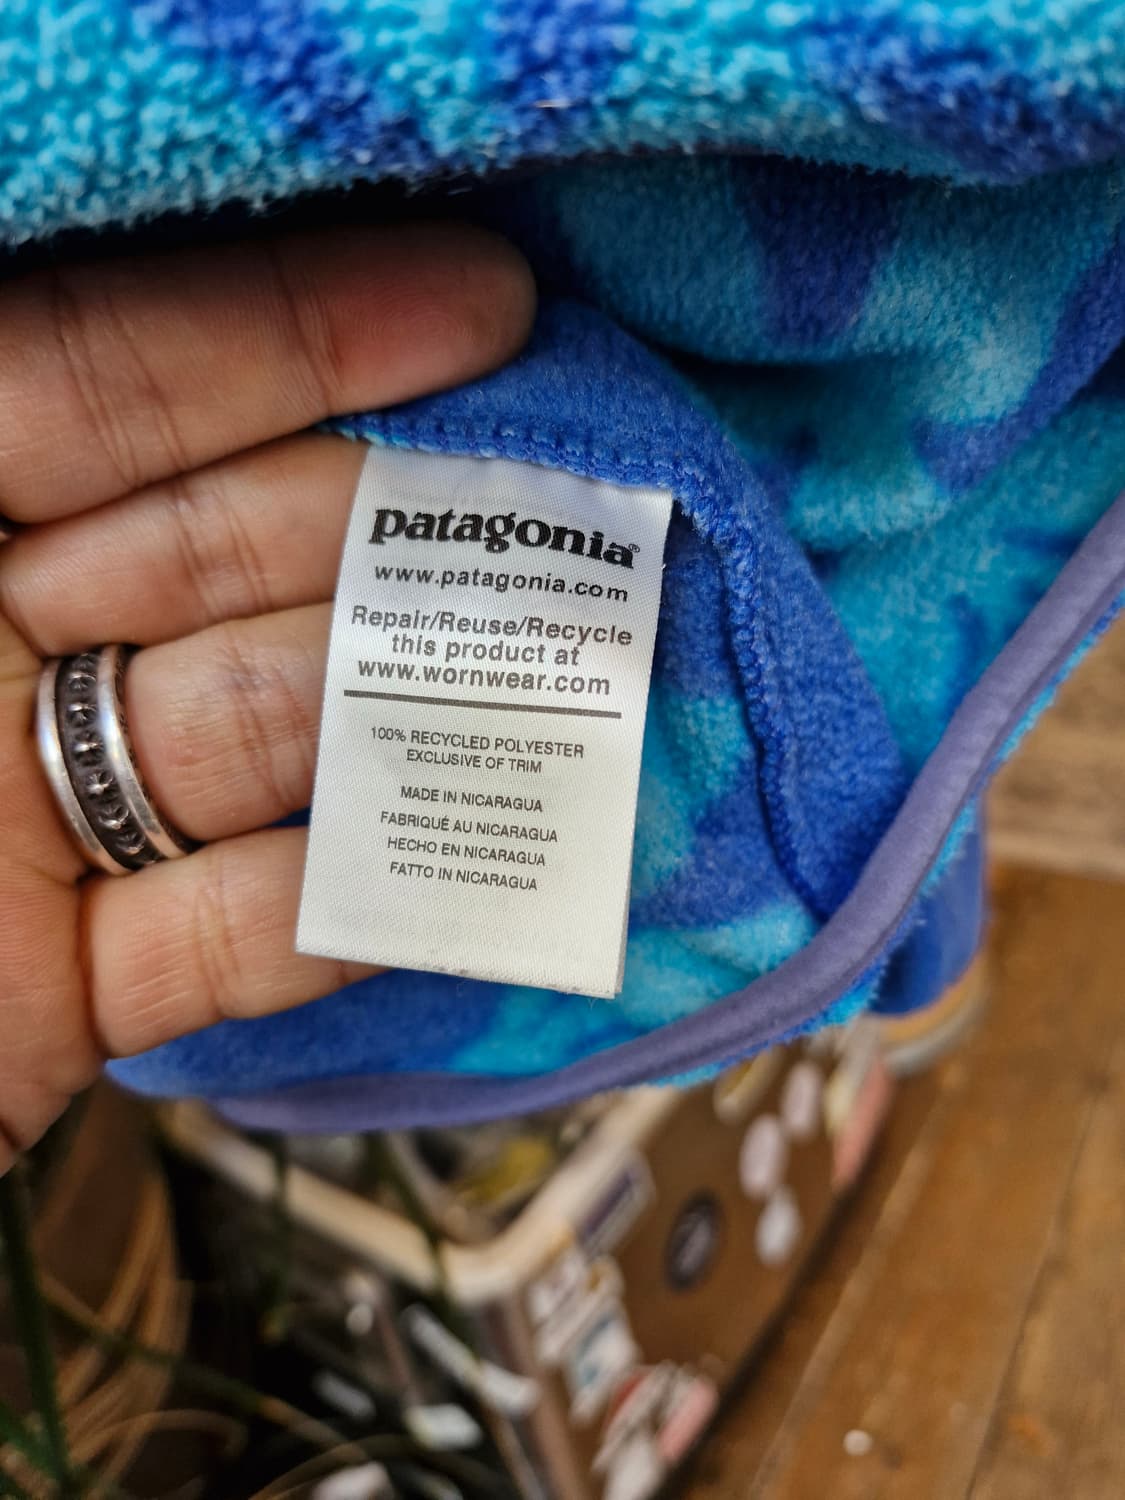 patagonia®
www.patagonia.com
Repair/Reuse/Recycle
this product at
www.wornwear.com
100% RECYCLED POLYESTER
EXCLUSIVE OF TRIM
MADE IN NICARAGUA
FABRIQUÉ AU NICARAGUA
HECHO EN NICARAGUA
FATTO IN NICARAGUA